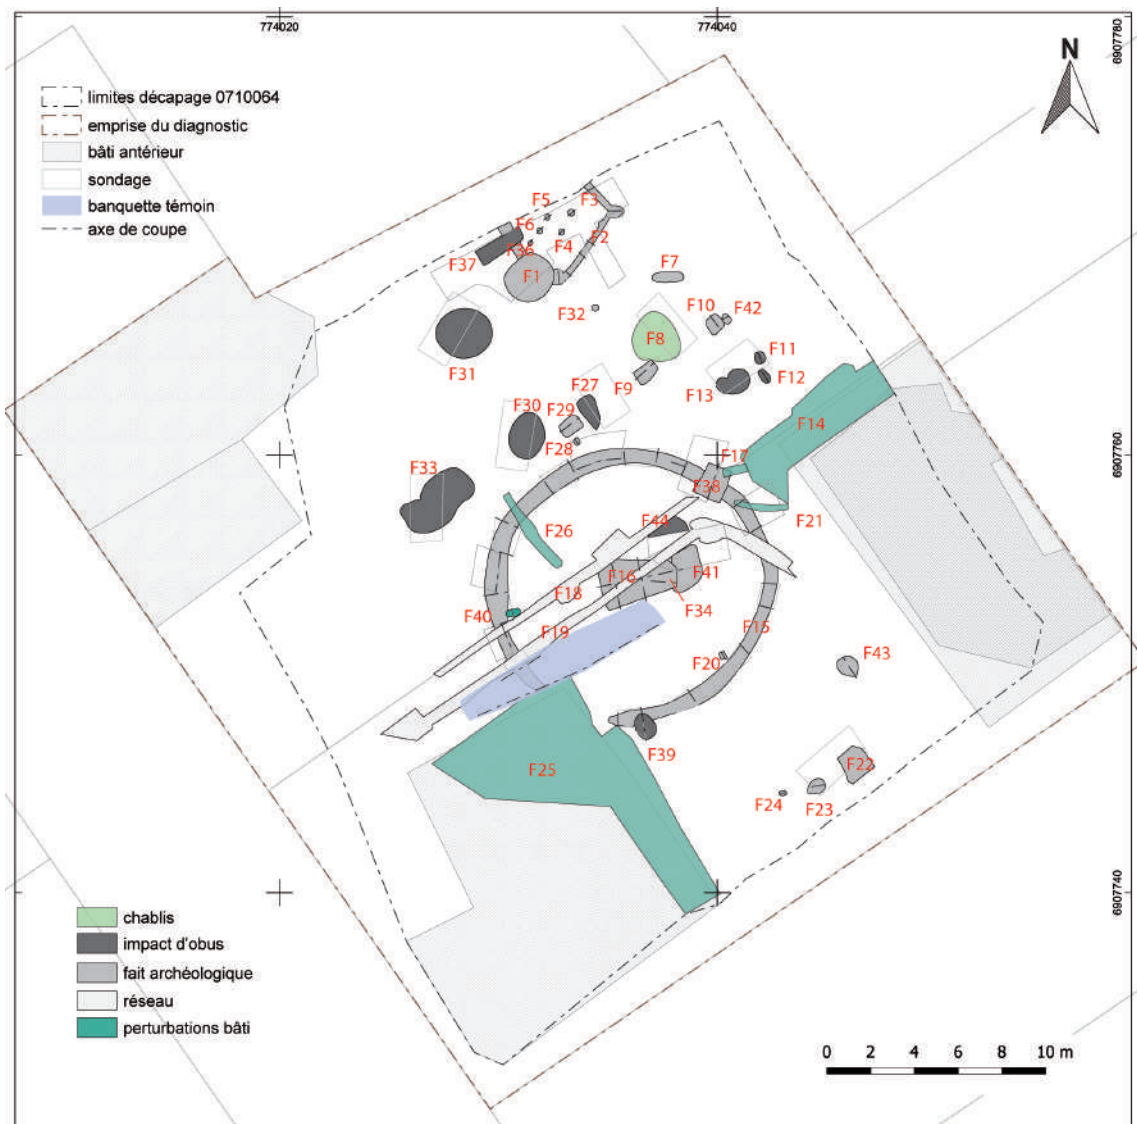 774020
774040
6907780
N
limites décapage 0710064
emprise du diagnostic
bâti antérieur
sondage
banquette témoin
axe de coupe
F5
F3
F6
F4
F2
F36
F37
F1
F7
F32
F10
F42
F8
F31
F11
F9
F12
F13
F27
F30
F29
F14
F28
6907760
F17
F33
F38
F44
F21
F26
F16
F41
F18
F34
F40
F19
F15
F20
F43
F39
F25
F22
F24
F23
6907740
chablis
impact d'obus
fait archéologique
réseau
perturbations bâti
0 2 4 6 8 10 m